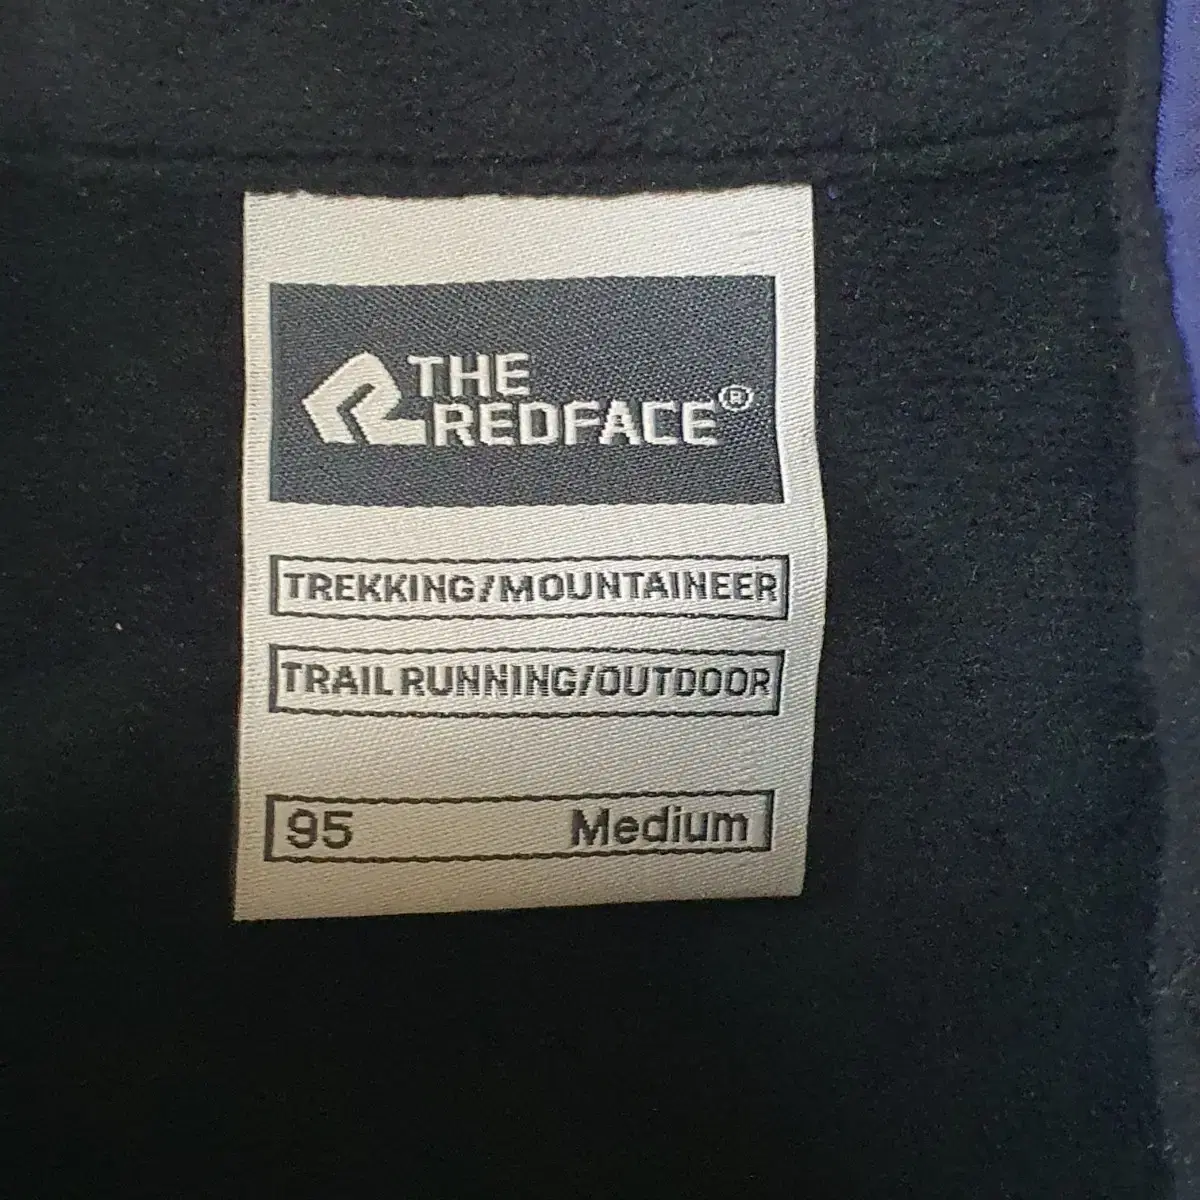 THE
REDFACE®
TREKKING/MOUNTAINEER
TRAIL RUNNING/OUTDOOR
95 Medium